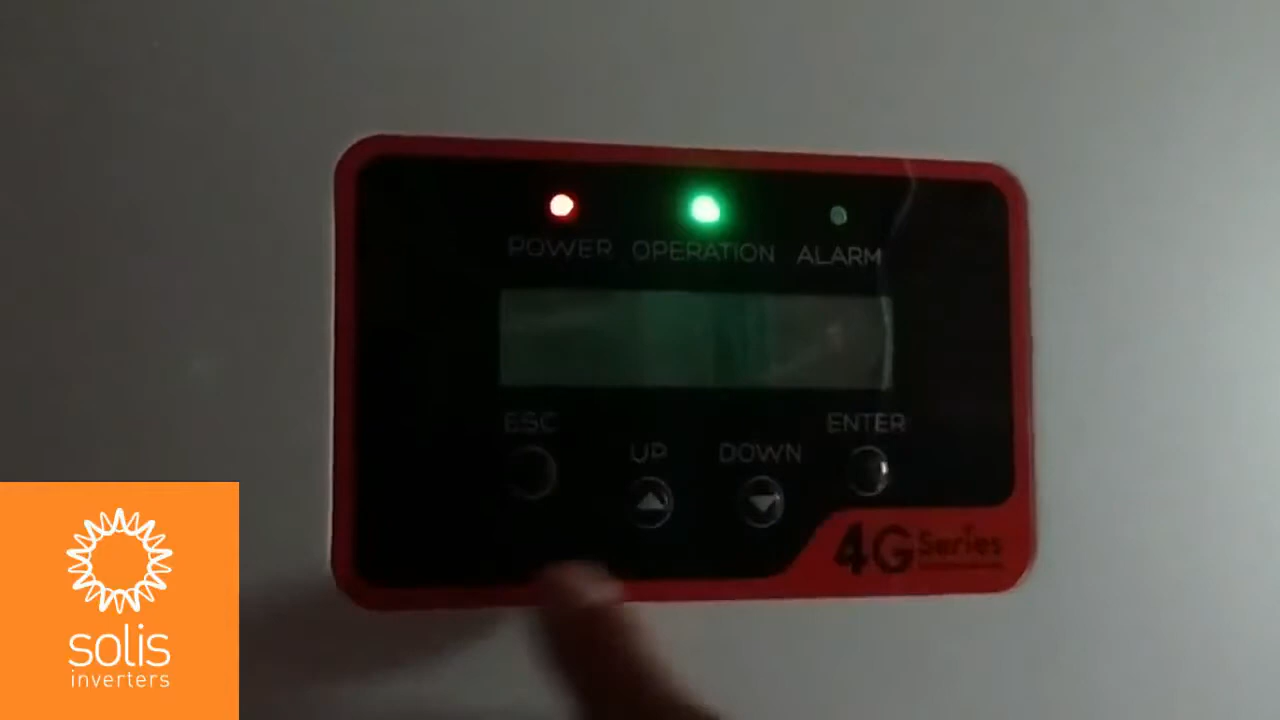 POWER OPERATION ALARM
ESC UP DOWN ENTER
4G Series
solis
inverters